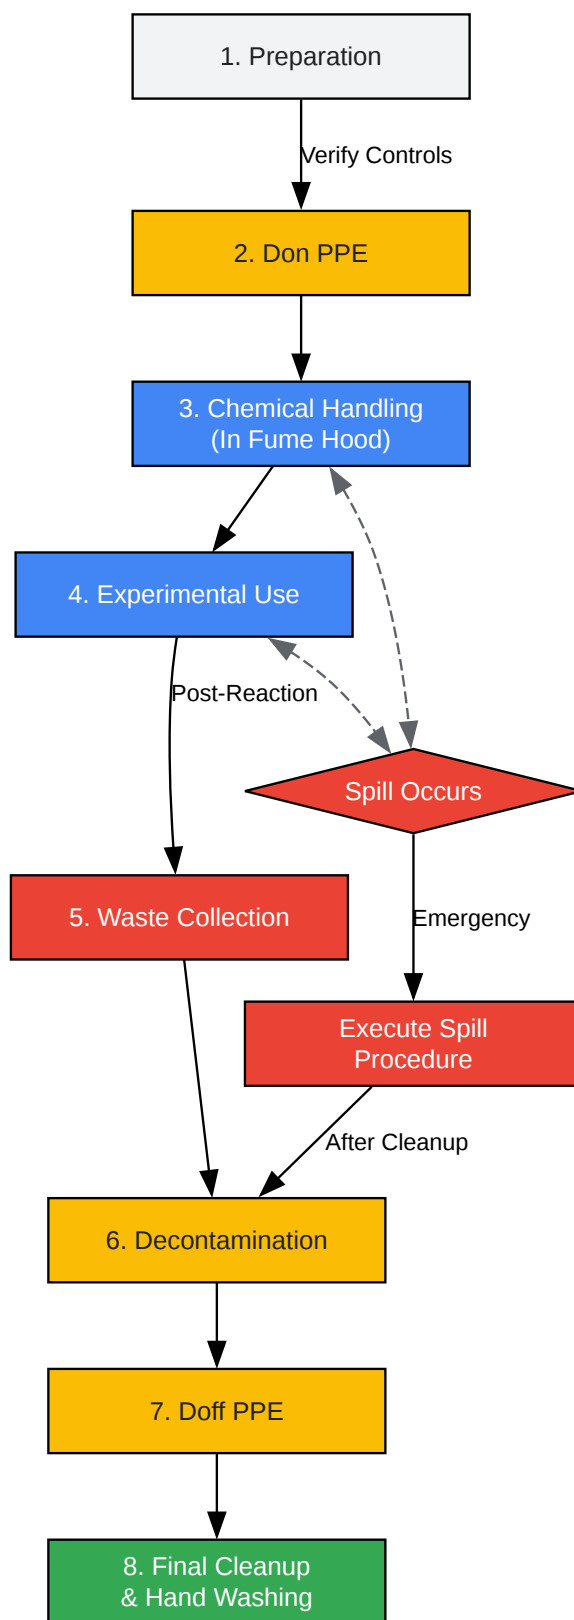 1. Preparation
Verify Controls
2. Don PPE
3. Chemical Handling
(In Fume Hood)
4. Experimental Use
Post-Reaction
Spill Occurs
5. Waste Collection
Emergency
Execute Spill
Procedure
After Cleanup
6. Decontamination
7. Doff PPE
8. Final Cleanup
& Hand Washing